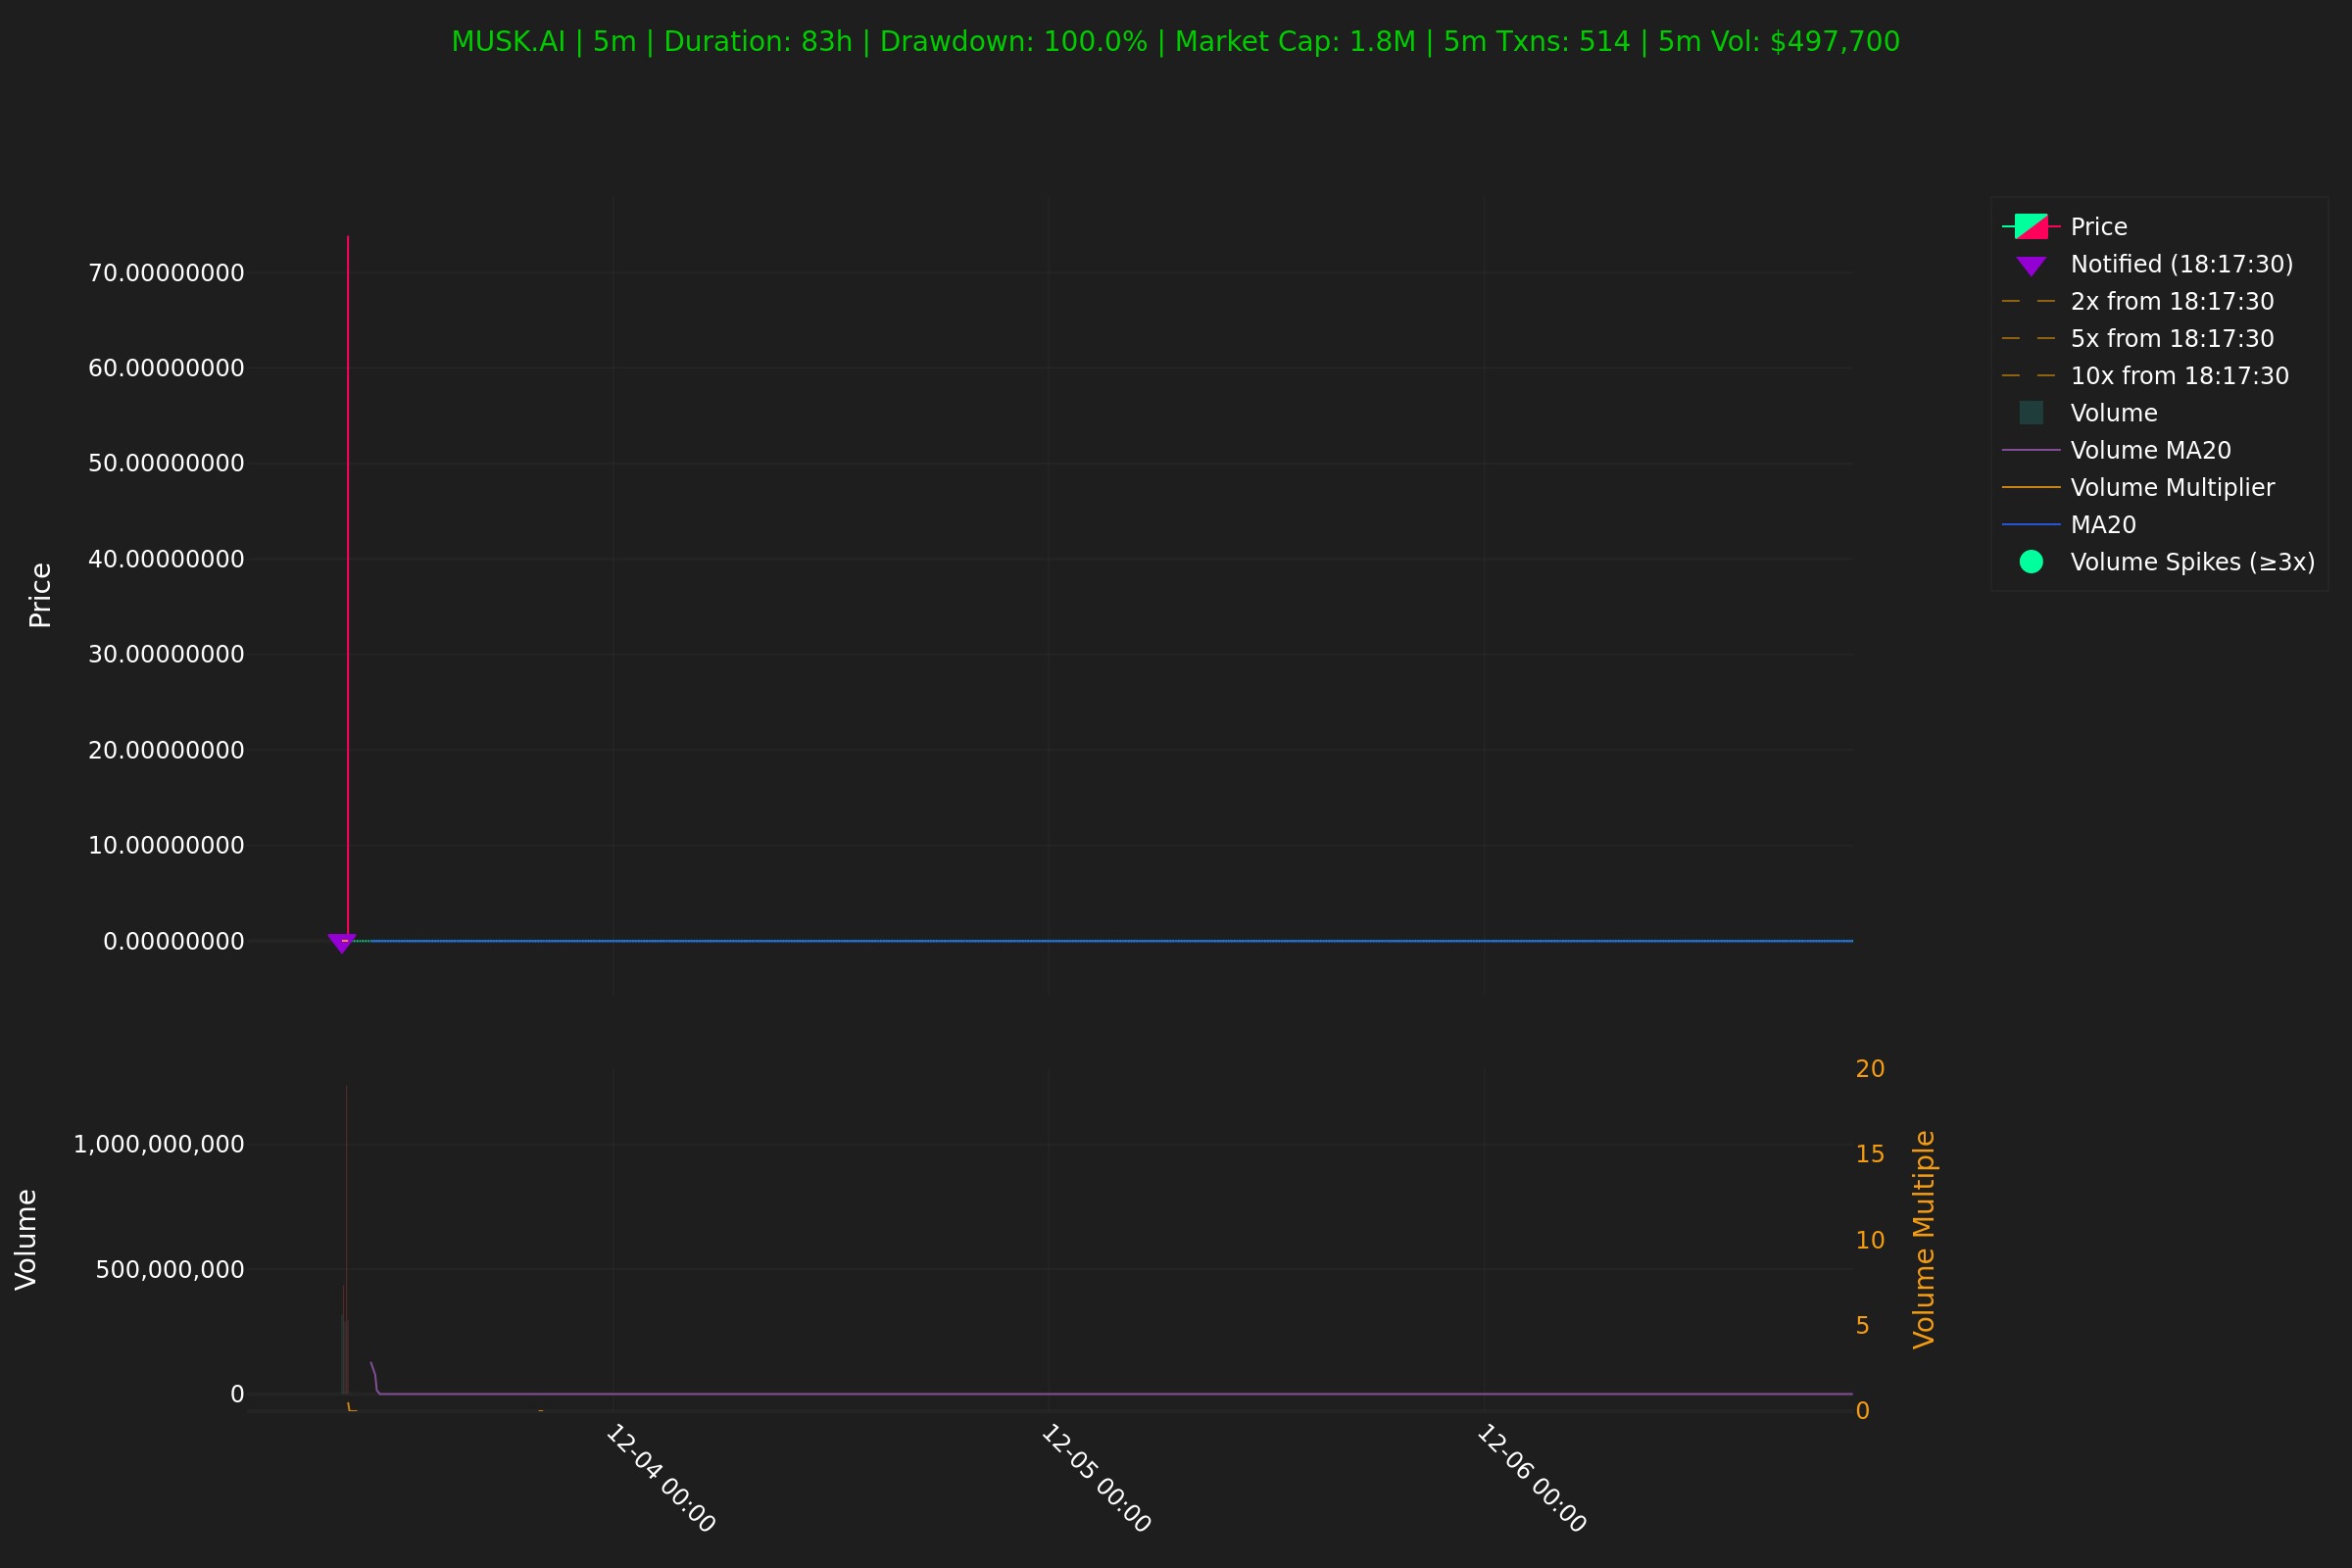 MUSK.AI | 5m | Duration: 83h | Drawdown: 100.0% | Market Cap: 1.8M | 5m Txns: 514 | 5m Vol: $497,700
Price
70.00000000
60.00000000
50.00000000
40.00000000
30.00000000
20.00000000
10.00000000
0.00000000
Price
Notified (18:17:30)
2x from 18:17:30
5x from 18:17:30
10x from 18:17:30
Volume
Volume MA20
Volume Multiplier
MA20
Volume Spikes (≥3x)
Volume
1,000,000,000
500,000,000
0
20
15
10
5
0
Volume Multiple
12-04 00:00
12-05 00:00
12-06 00:00